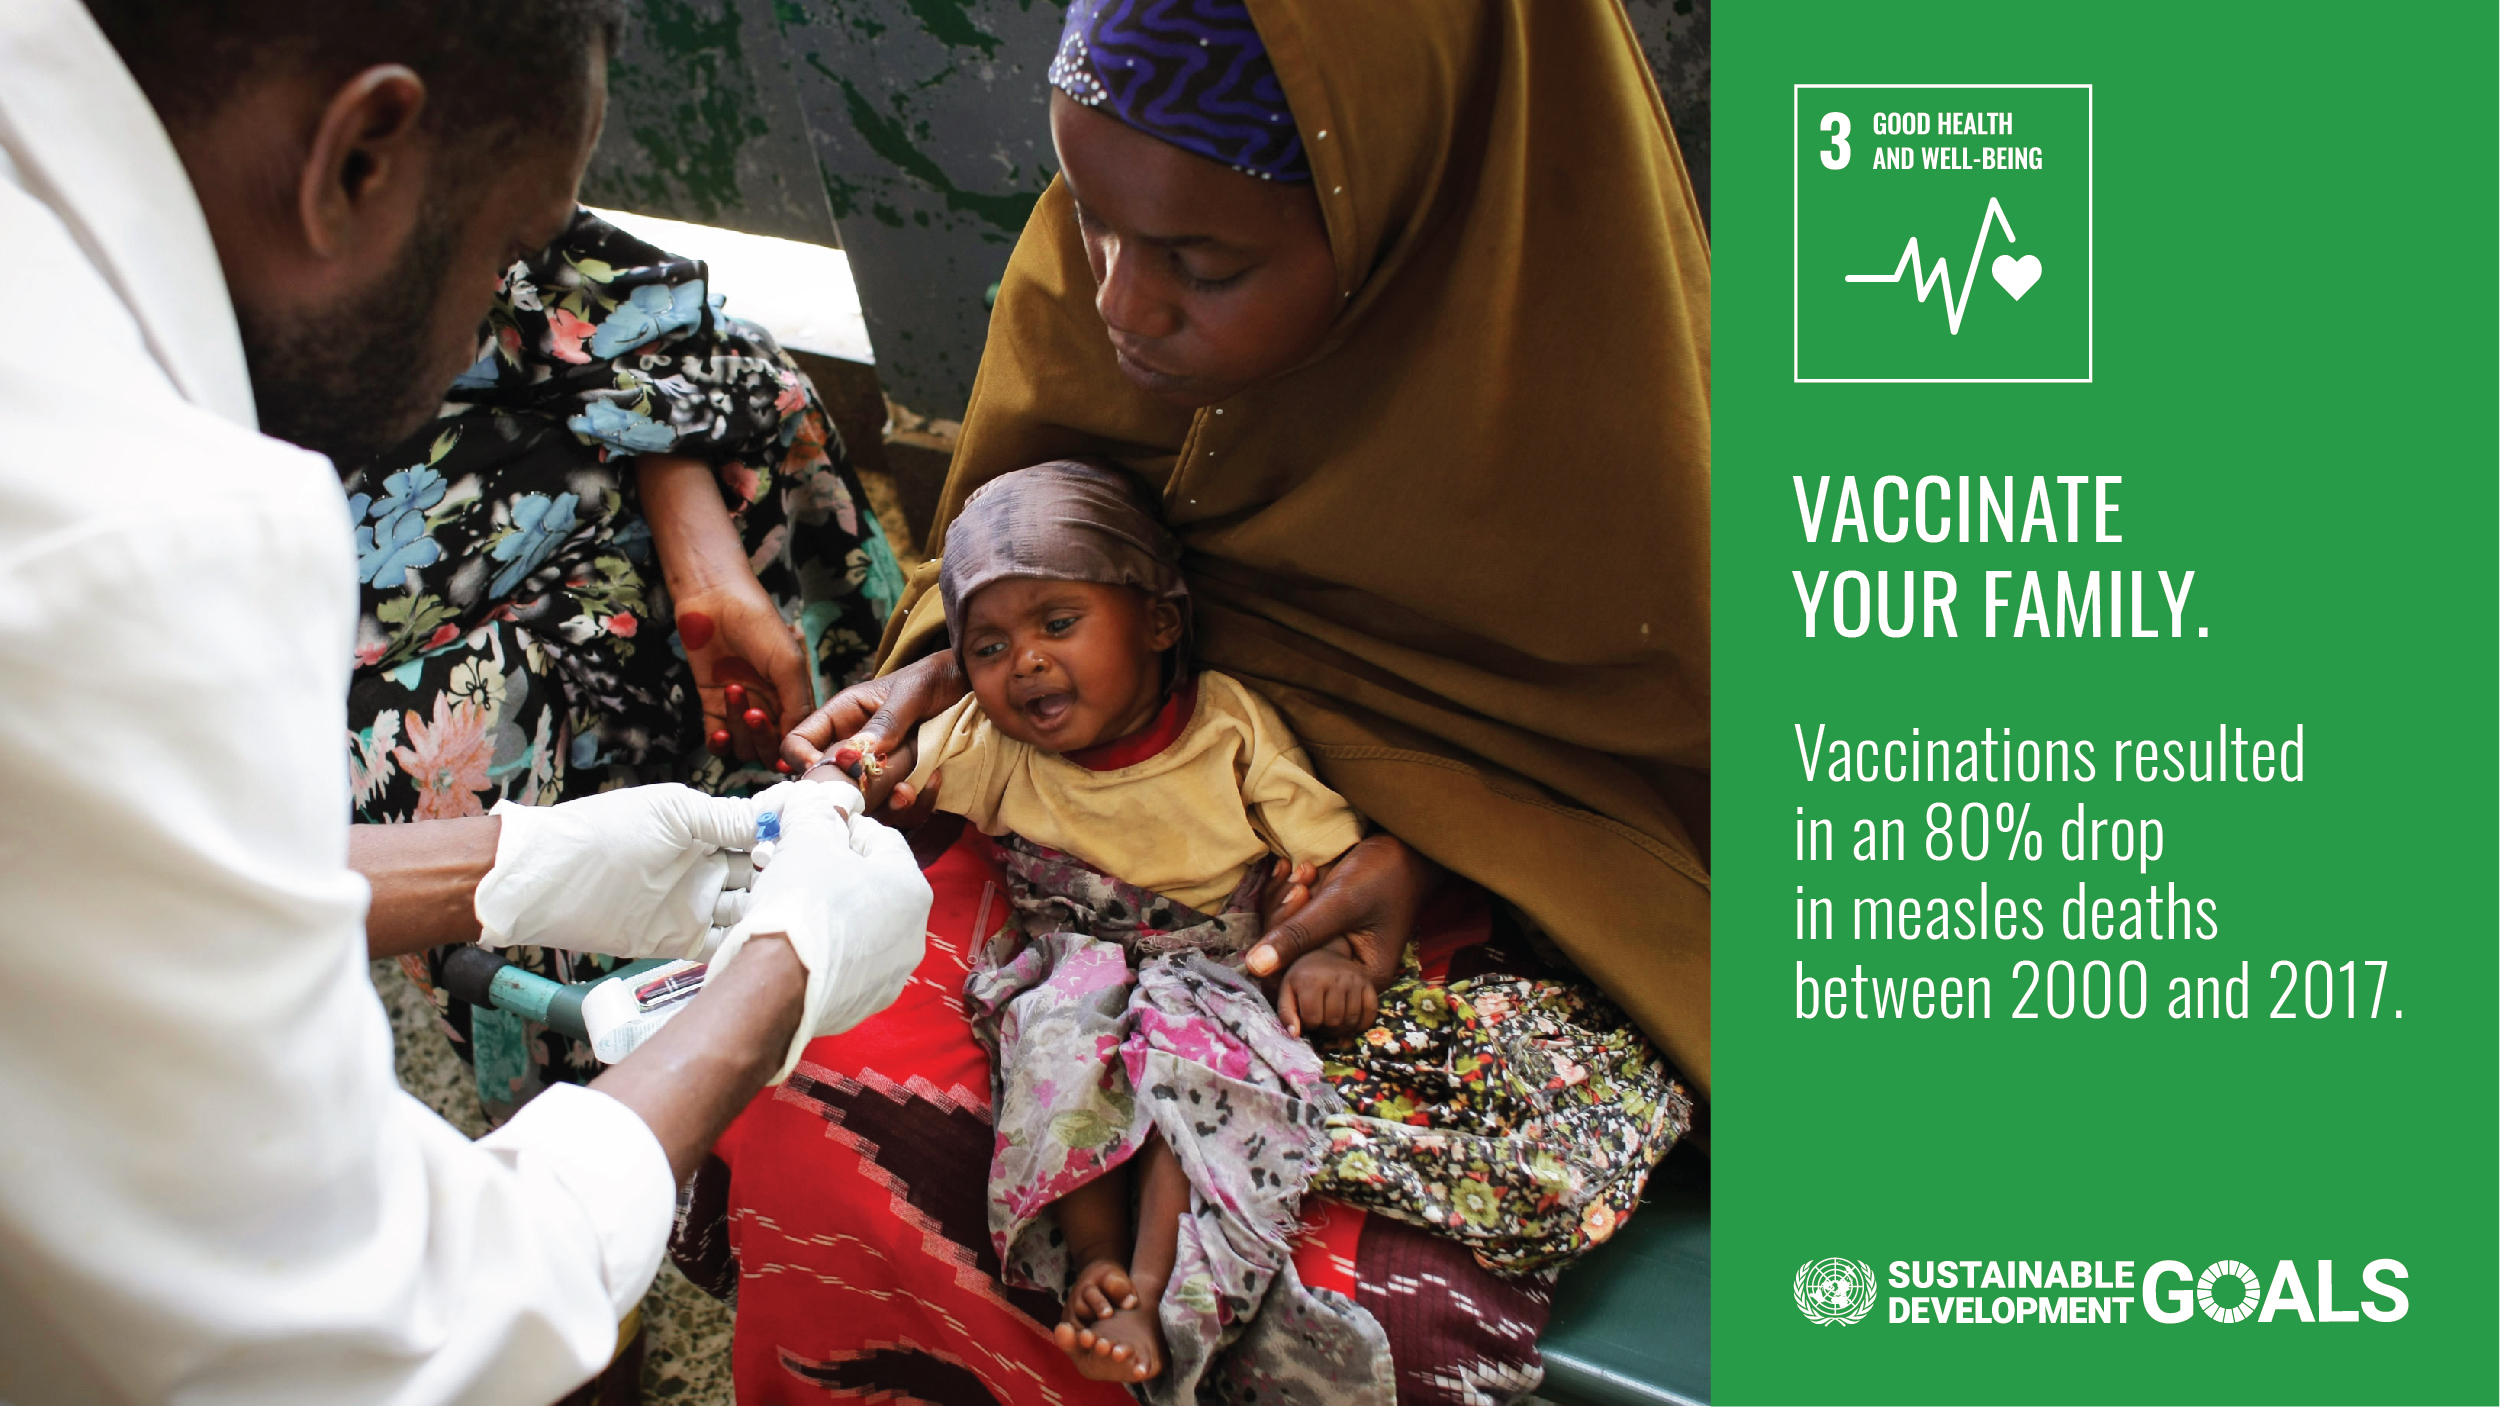 3 GOOD HEALTH
AND WELL-BEING
VACCINATE
YOUR FAMILY.
Vaccinations resulted
in an 80% drop
in measles deaths
between 2000 and 2017.
SUSTAINABLE
DEVELOPMENT
GOALS